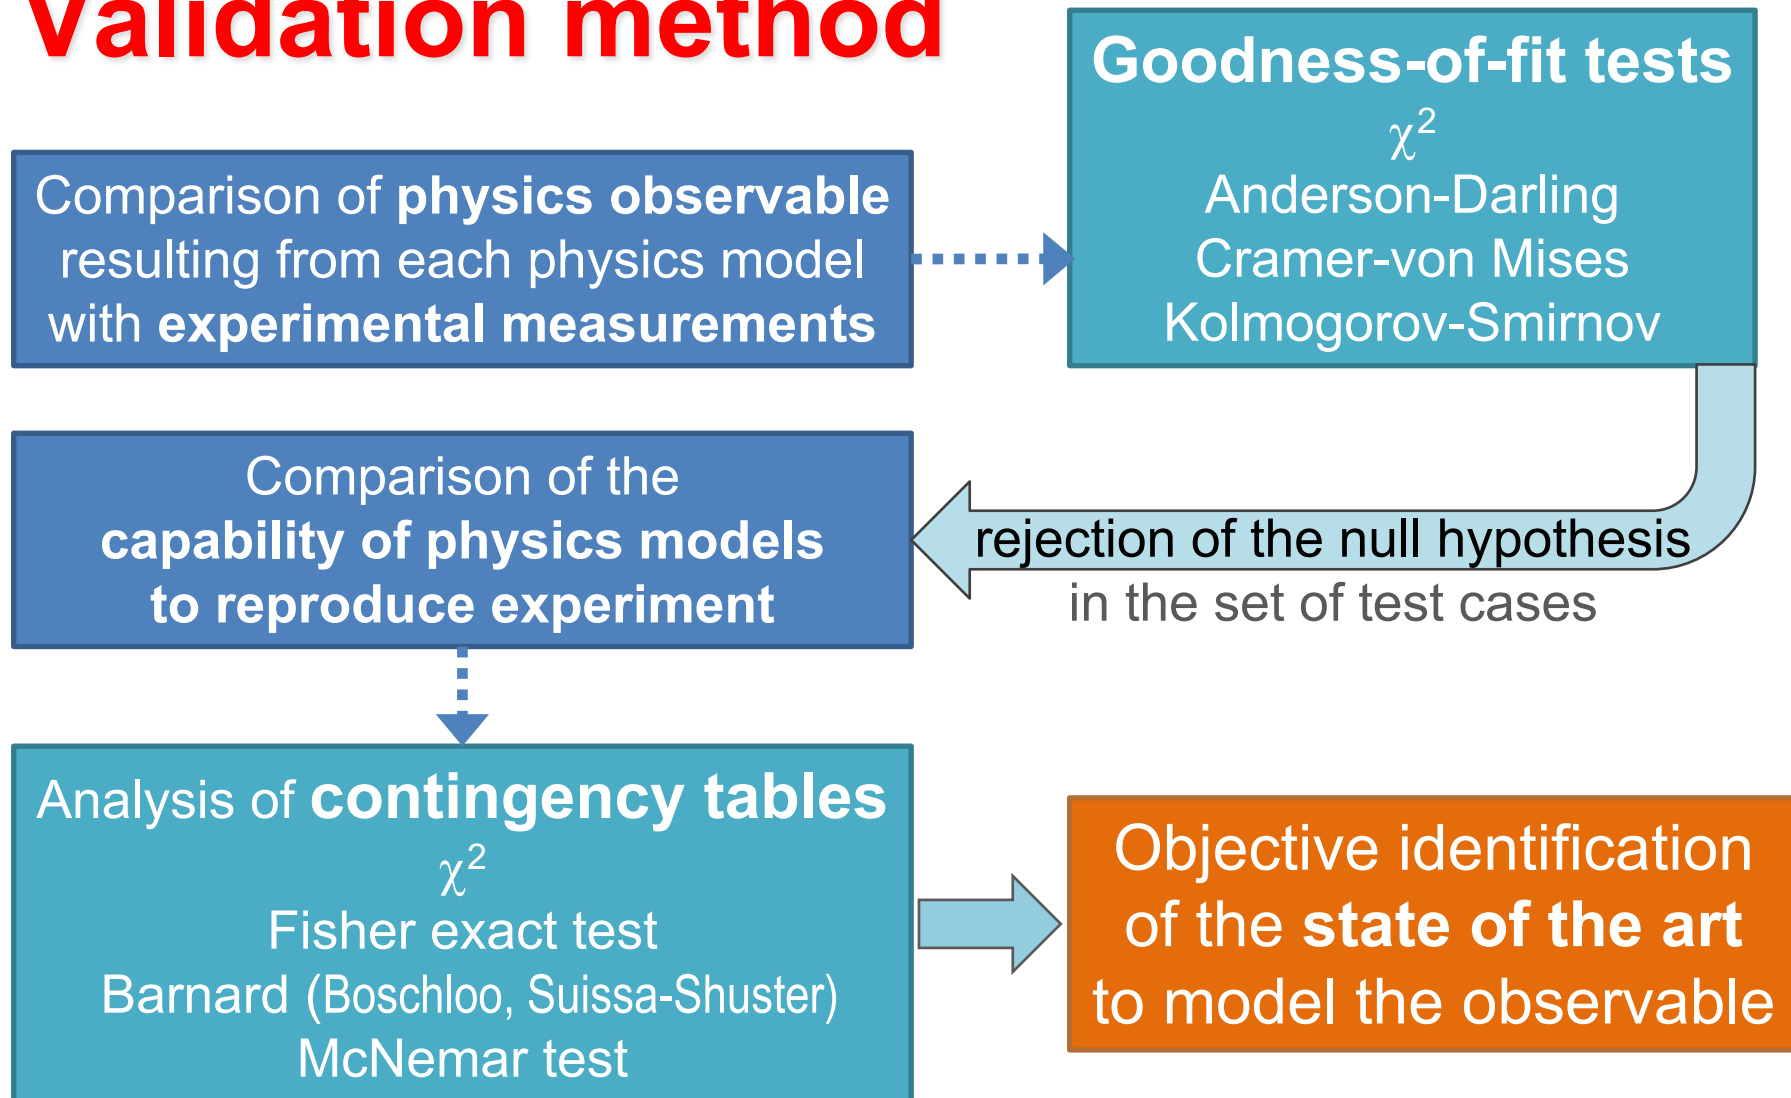 Validation method
Comparison of physics observable
resulting from each physics model
with experimental measurements
Goodness-of-fit tests
χ²
Anderson-Darling
Cramer-von Mises
Kolmogorov-Smirnov
rejection of the null hypothesis
in the set of test cases
Comparison of the
capability of physics models
to reproduce experiment
Analysis of contingency tables
χ²
Fisher exact test
Barnard (Boschloo, Suissa-Shuster)
McNemar test
Objective identification
of the state of the art
to model the observable